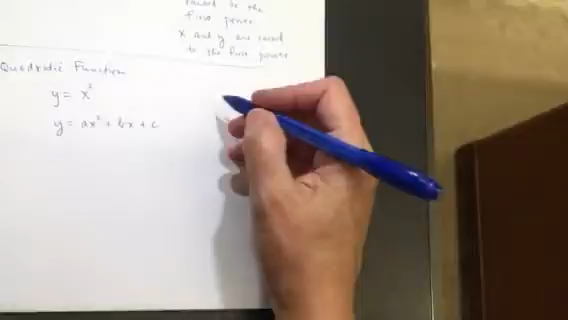 raised to the
first power
x and y are raised
to the first power
Quadratic Function
y = x²
y = ax² + bx + c